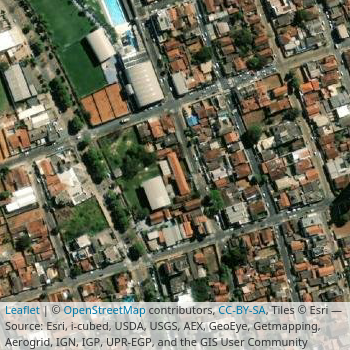 Leaflet | © OpenStreetMap contributors, CC-BY-SA, Tiles © Esri —
Source: Esri, i-cubed, USDA, USGS, AEX, GeoEye, Getmapping,
Aerogrid, IGN, IGP, UPR-EGP, and the GIS User Community